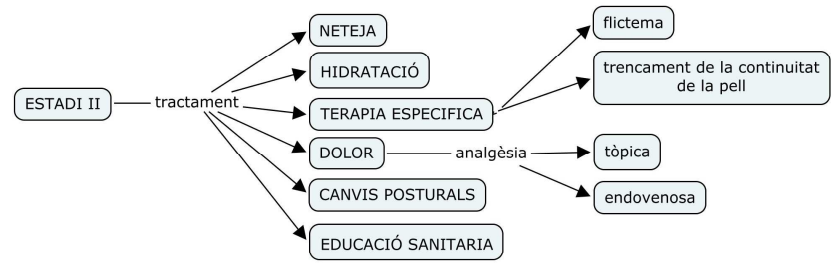 ESTADI II
tractament
NETEJA
HIDRATACIÓ
TERAPIA ESPECIFICA
flictema
trencament de la continuitat
de la pell
DOLOR
analgèsia
tòpica
endovenosa
CANVIS POSTURALS
EDUCACIÓ SANITARIA